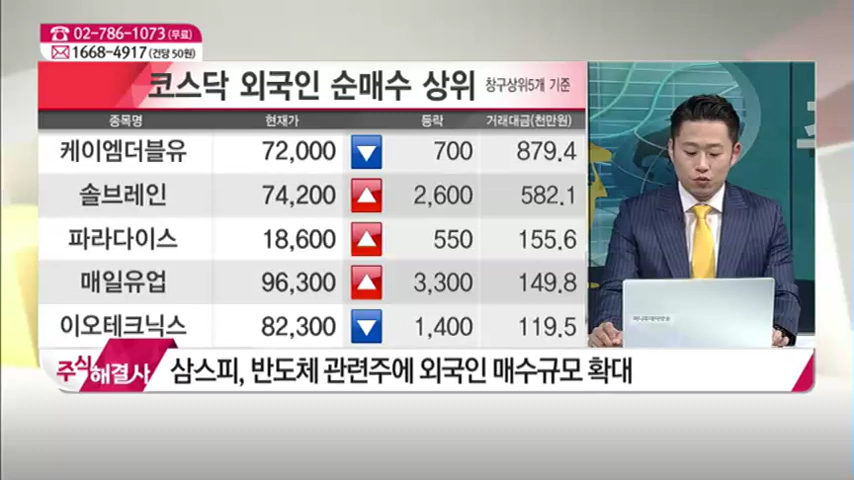 02-786-1073 (무료)
1668-4917 (건당 50원)
코스닥 외국인 순매수 상위 창구상위5개 기준
종목명 현재가 등락 거래대금(천만원)
케이엠더블유 72,000 ▼ 700 879.4
솔브레인 74,200 ▲ 2,600 582.1
파라다이스 18,600 ▲ 550 155.6
매일유업 96,300 ▲ 3,300 149.8
이오테크닉스 82,300 ▼ 1,400 119.5
주식해결사
삼스피, 반도체 관련주에 외국인 매수규모 확대